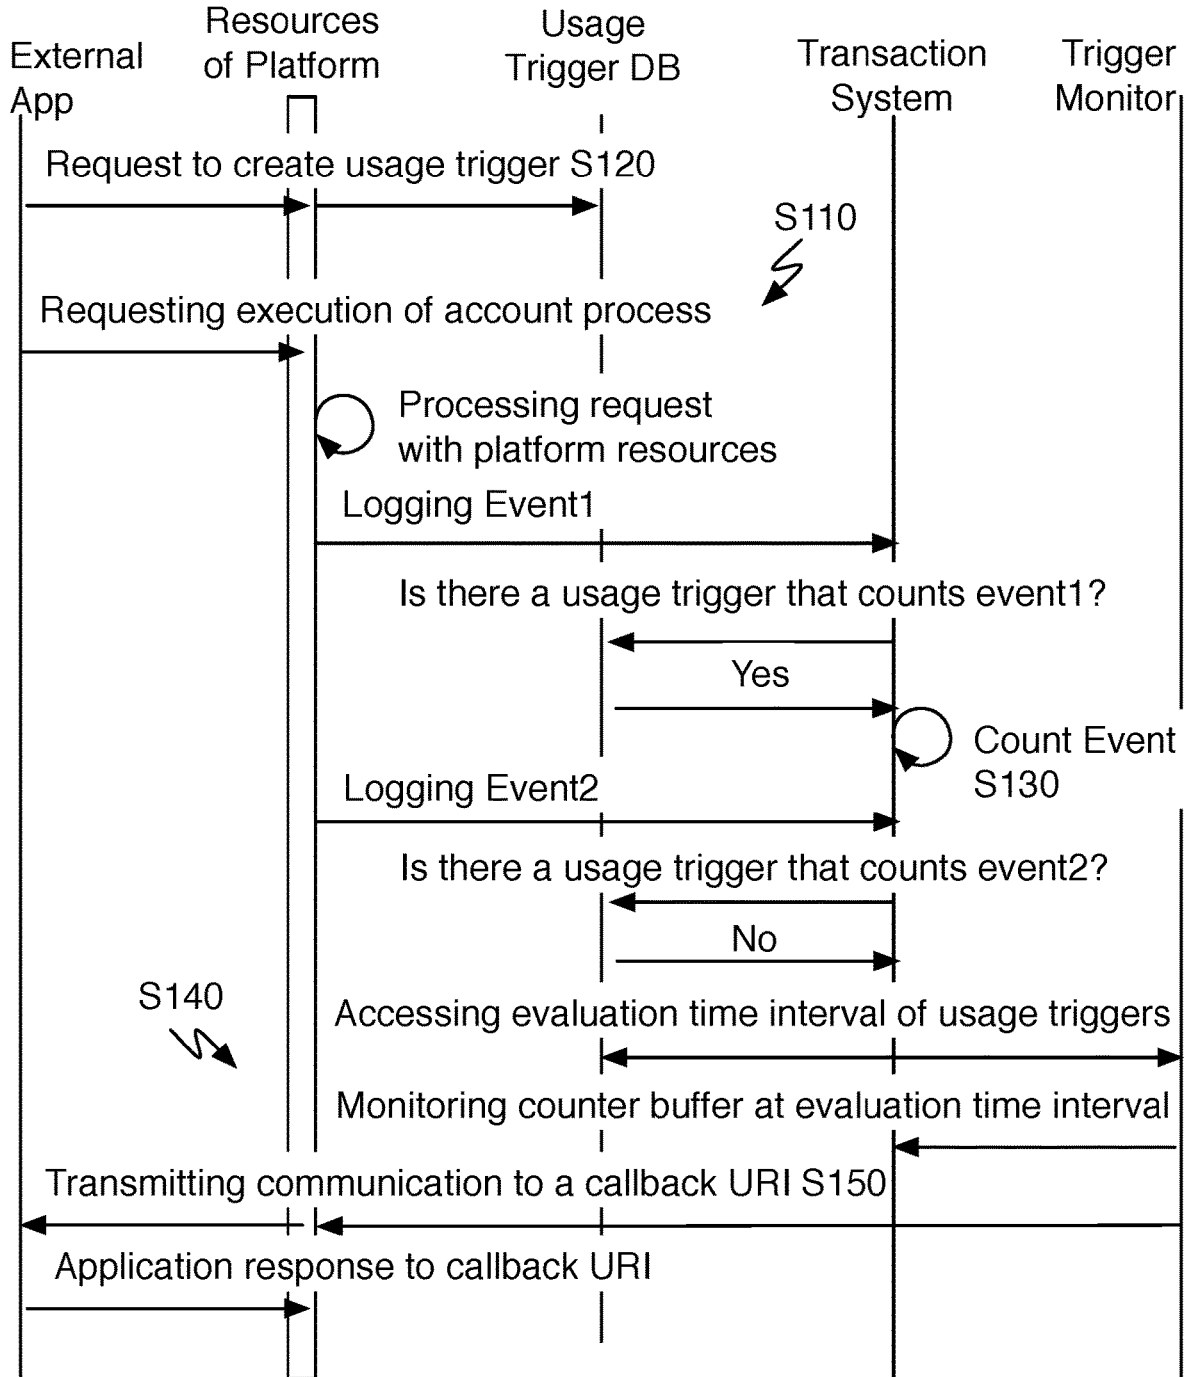 External
App
Resources
of Platform
Usage
Trigger DB
Transaction
System
Trigger
Monitor
Request to create usage trigger S120
S110
Requesting execution of account process
Processing request
with platform resources
Logging Event1
Is there a usage trigger that counts event1?
Yes
Count Event
S130
Logging Event2
Is there a usage trigger that counts event2?
No
S140
Accessing evaluation time interval of usage triggers
Monitoring counter buffer at evaluation time interval
Transmitting communication to a callback URI S150
Application response to callback URI